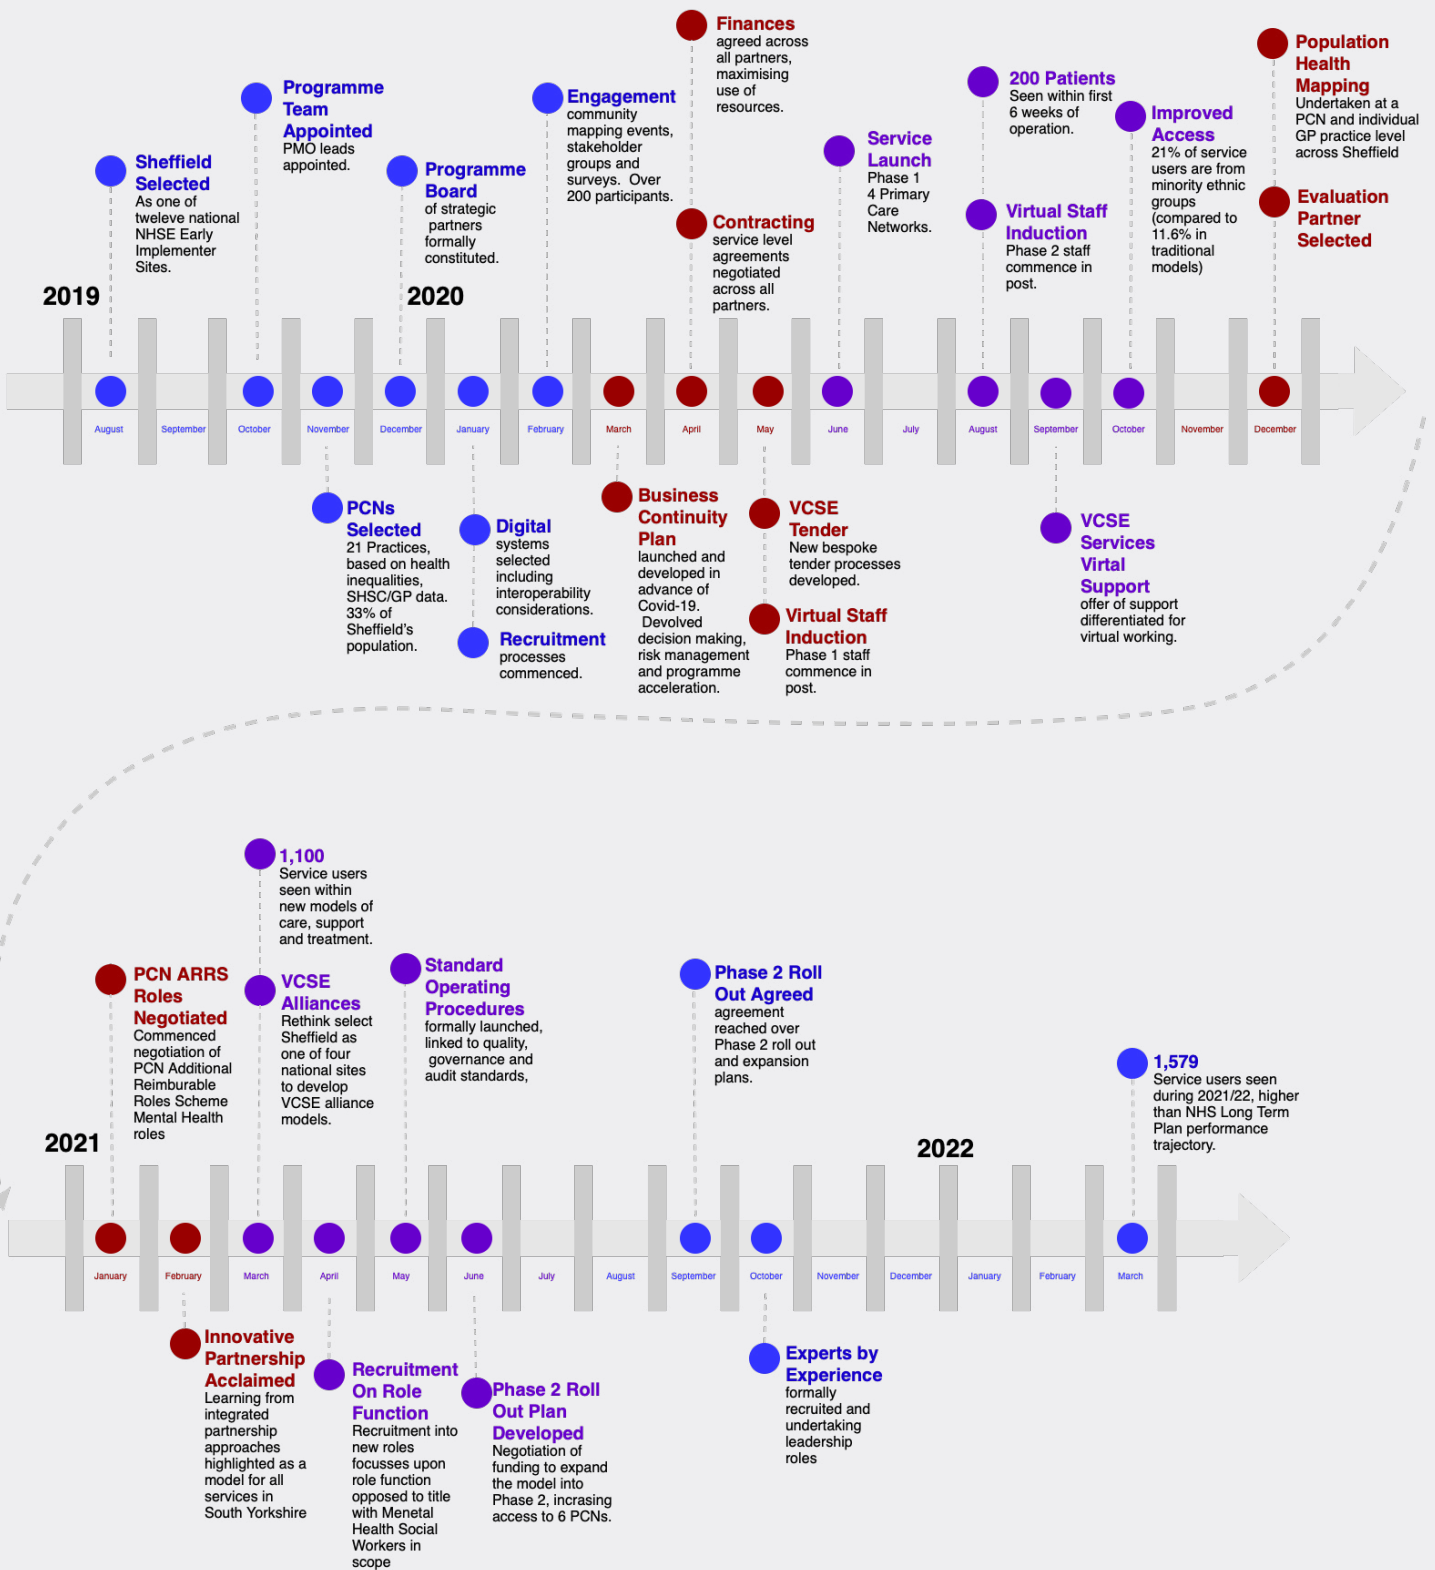 Finances
agreed across
all partners,
maximising
use of
resources.
Population
Health
Mapping
Undertaken at a
PCN and individual
GP practice level
across Sheffield
Programme
Team
Appointed
PMO leads
appointed.
Engagement
community
mapping events,
stakeholder
groups and
surveys. Over
200 participants.
200 Patients
Seen within first
6 weeks of
operation.
Improved
Access
21% of service
users are from
minority ethnic
groups
(compared to
11.6% in
traditional
models)
Service
Launch
Phase 1
4 Primary
Care
Networks.
Sheffield
Selected
As one of
tweleve national
NHSE Early
Implementer
Sites.
Programme
Board
of strategic
partners
formally
constituted.
Contracting
service level
agreements
negotiated
across all
partners.
Virtual Staff
Induction
Phase 2 staff
commence in
post.
Evaluation
Partner
Selected
2019
2020
August
September
October
November
December
January
February
March
April
May
June
July
August
September
October
November
December
PCNs
Selected
21 Practices,
based on health
inequalities,
SHSC/GP data.
33% of
Sheffield's
population.
Digital
systems
selected
including
interoperability
considerations.
Recruitment
processes
commenced.
Business
Continuity
Plan
launched and
developed in
advance of
Covid-19.
Devolved
decision making,
risk management
and programme
acceleration.
VCSE
Tender
New bespoke
tender processes
developed.
Virtual Staff
Induction
Phase 1 staff
commence in
post.
VCSE
Services
Virtal
Support
offer of support
differentiated for
virtual working.
1,100
Service users
seen within
new models of
care, support
and treatment.
PCN ARRS
Roles
Negotiated
Commenced
negotiation of
PCN Additional
Reimburable
Roles Scheme
Mental Health
roles
VCSE
Alliances
Rethink select
Sheffield as
one of four
national sites
to develop
VCSE alliance
models.
Standard
Operating
Procedures
formally launched,
linked to quality,
governance and
audit standards,
Phase 2 Roll
Out Agreed
agreement
reached over
Phase 2 roll out
and expansion
plans.
1,579
Service users seen
during 2021/22, higher
than NHS Long Term
Plan performance
trajectory.
2021
2022
January
February
March
April
May
June
July
August
September
October
November
December
January
February
March
Innovative
Partnership
Acclaimed
Learning from
integrated
partnership
approaches
highlighted as a
model for all
services in
South Yorkshire
Recruitment
On Role
Function
Recruitment into
new roles
focusses upon
role function
opposed to title
with Menetal
Health Social
Workers in
scope
Phase 2 Roll
Out Plan
Developed
Negotiation of
funding to expand
the model into
Phase 2, incrasing
access to 6 PCNs.
Experts by
Experience
formally
recruited and
undertaking
leadership
roles